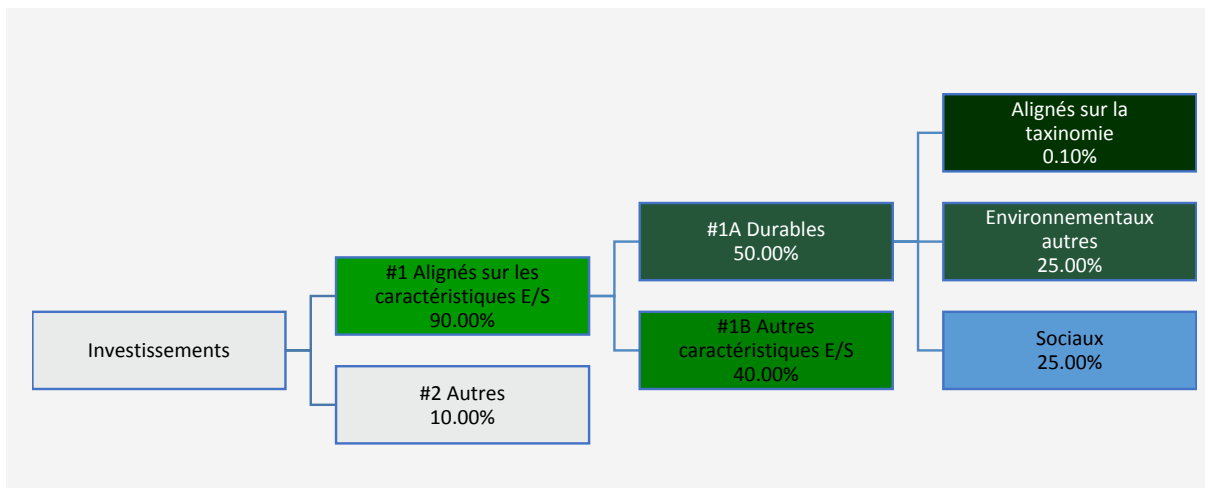 Investissements
#1 Alignés sur les
caractéristiques E/S
90.00%
#2 Autres
10.00%
#1A Durables
50.00%
#1B Autres
caractéristiques E/S
40.00%
Alignés sur la
taxinomie
0.10%
Environnementaux
autres
25.00%
Sociaux
25.00%